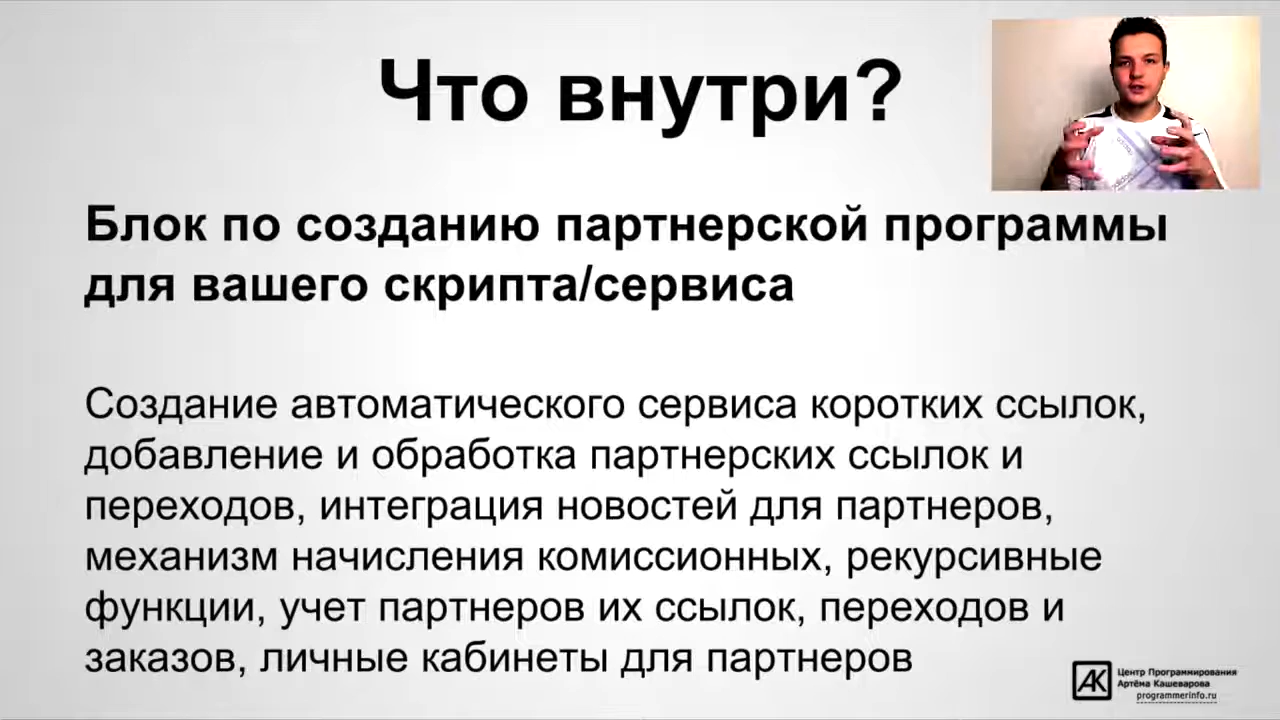 Что внутри?
Блок по созданию партнерской программы
для вашего скрипта/сервиса
Создание автоматического сервиса коротких ссылок,
добавление и обработка партнерских ссылок и
переходов, интеграция новостей для партнеров,
механизм начисления комиссионных, рекурсивные
функции, учет партнеров их ссылок, переходов и
заказов, личные кабинеты для партнеров
АК
Центр Программирования
Артёма Кашеварова
programmerinfo.ru